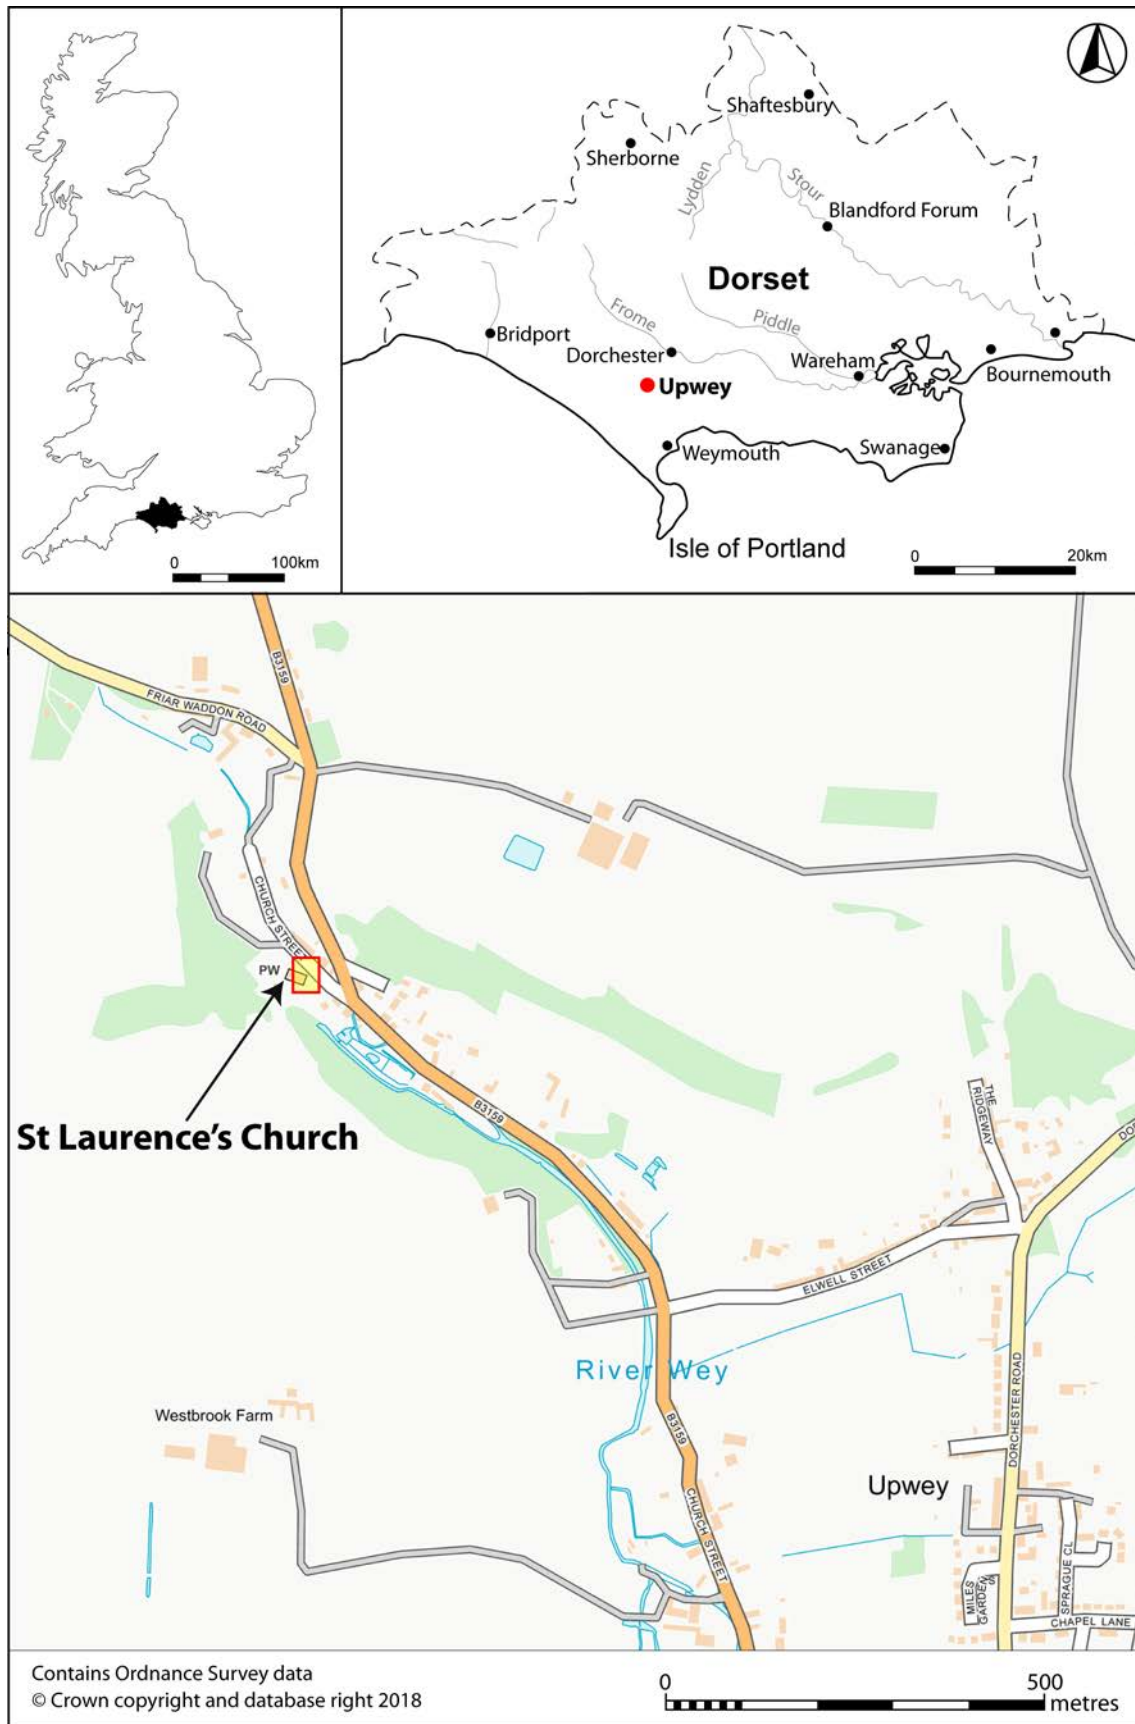 0
100km
Shaftesbury
Sherborne
Lydden
Stour
Blandford Forum
Dorset
Frome
Piddle
Bridport
Dorchester
Wareham
Bournemouth
Upwey
Weymouth
Swanage
Isle of Portland
0
20km
B3159
FRIAR WADDON ROAD
CHURCH STREE
PW
St Laurence's Church
B3159
THE
RIDGEWAY
DOR
ELWELL STREET
River Wey
DORCHESTER ROAD
Westbrook Farm
B3159
CHURCH STREET
Upwey
MILES
GARDENS
SPRAGUE CL
CHAPEL LANE
Contains Ordnance Survey data
© Crown copyright and database right 2018
0
500
metres